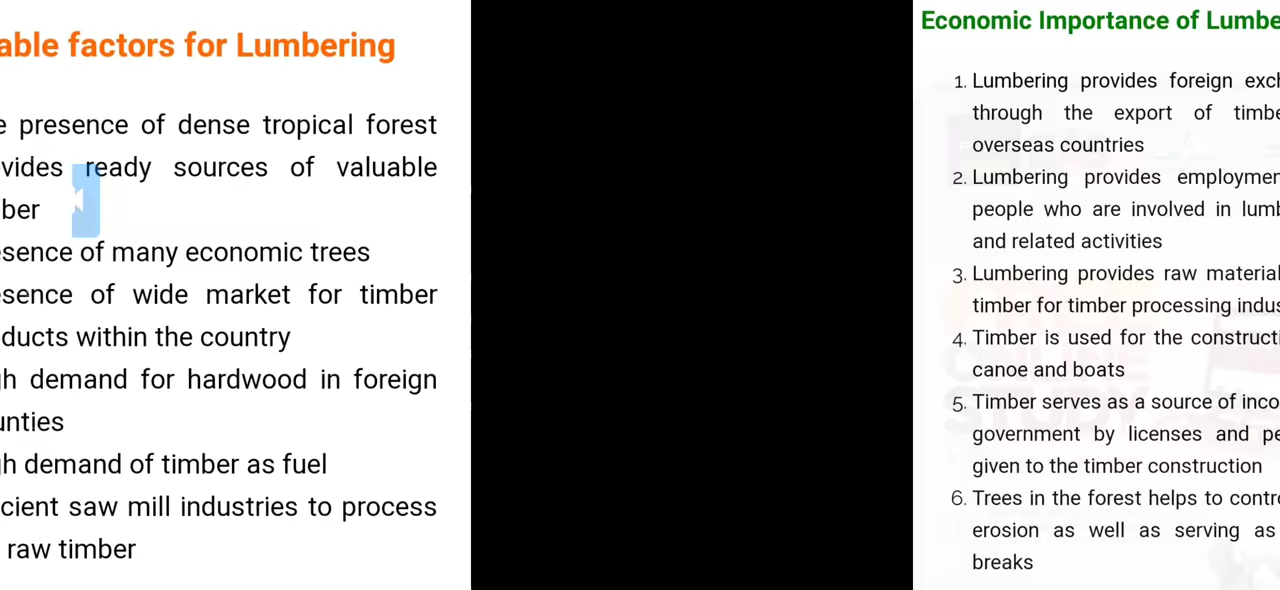 able factors for Lumbering
e presence of dense tropical forest
vides ready sources of valuable
ber
sence of many economic trees
sence of wide market for timber
ducts within the country
h demand for hardwood in foreign
unties
h demand of timber as fuel
cient saw mill industries to process
raw timber
Economic Importance of Lumbe
1. Lumbering provides foreign exch
through the export of timbe
overseas countries
2. Lumbering provides employmen
people who are involved in lumb
and related activities
3. Lumbering provides raw material
timber for timber processing indus
4. Timber is used for the constructi
canoe and boats
5. Timber serves as a source of inco
government by licenses and pe
given to the timber construction
6. Trees in the forest helps to contro
erosion as well as serving as
breaks